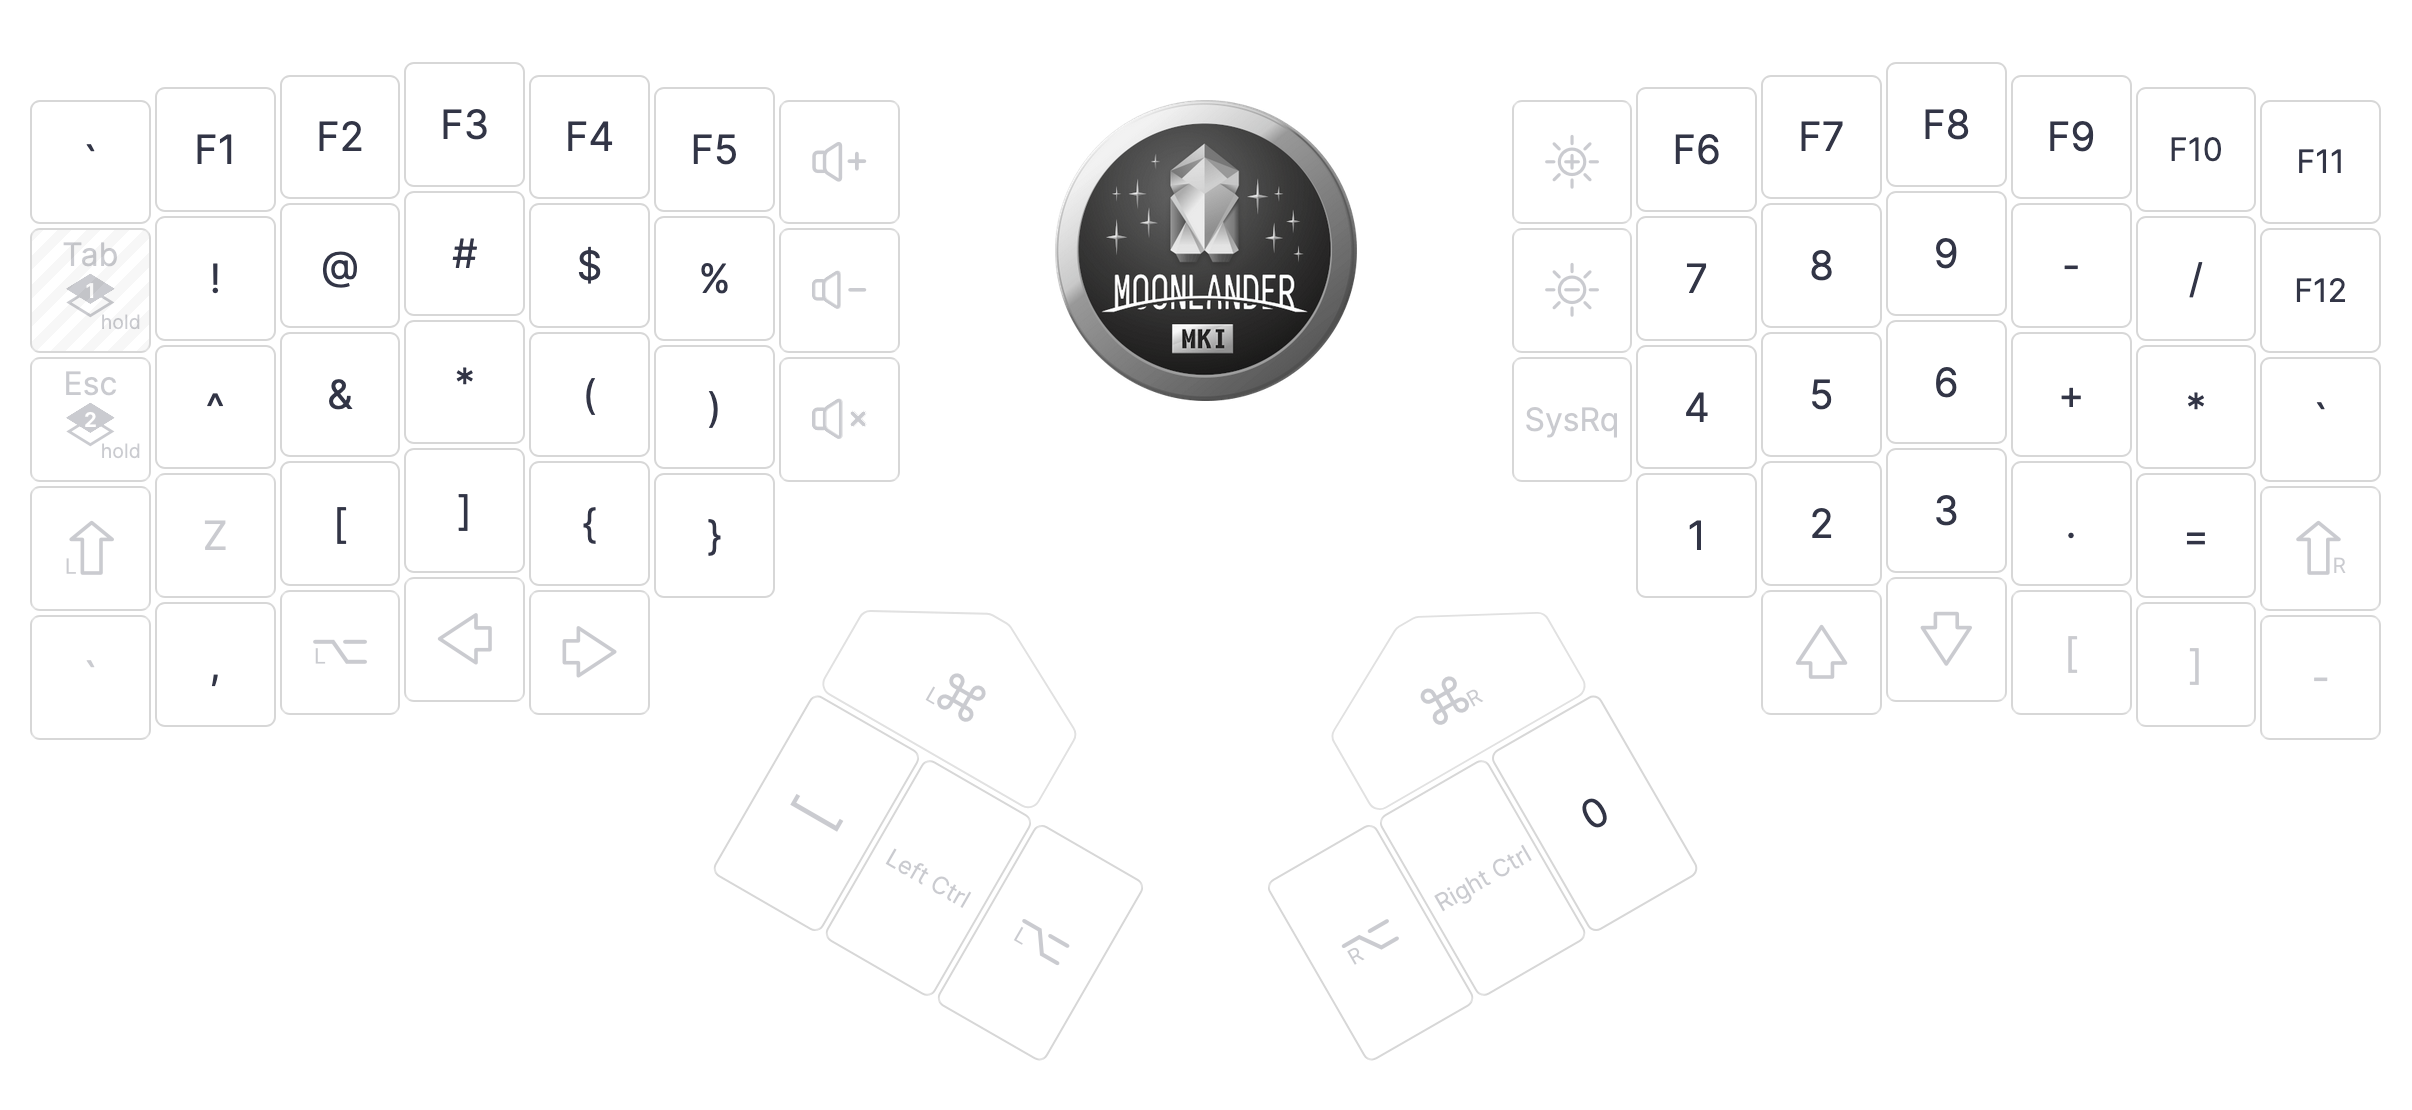 ` F1 F2 F3 F4 F5 + + F6 F7 F8 F9 F10 F11
Tab 1 hold ! @ # $ % - - 7 8 9 - / F12
MOONLANDER
MKI
Esc 2 hold ^ & * ( ) × SysRq 4 5 6 + * `
L Z [ ] { } 1 2 3 . = R
` , L [ ] -
L ⌘ ⌘ R
0
Left Ctrl Right Ctrl
L ⌥ R ⌥